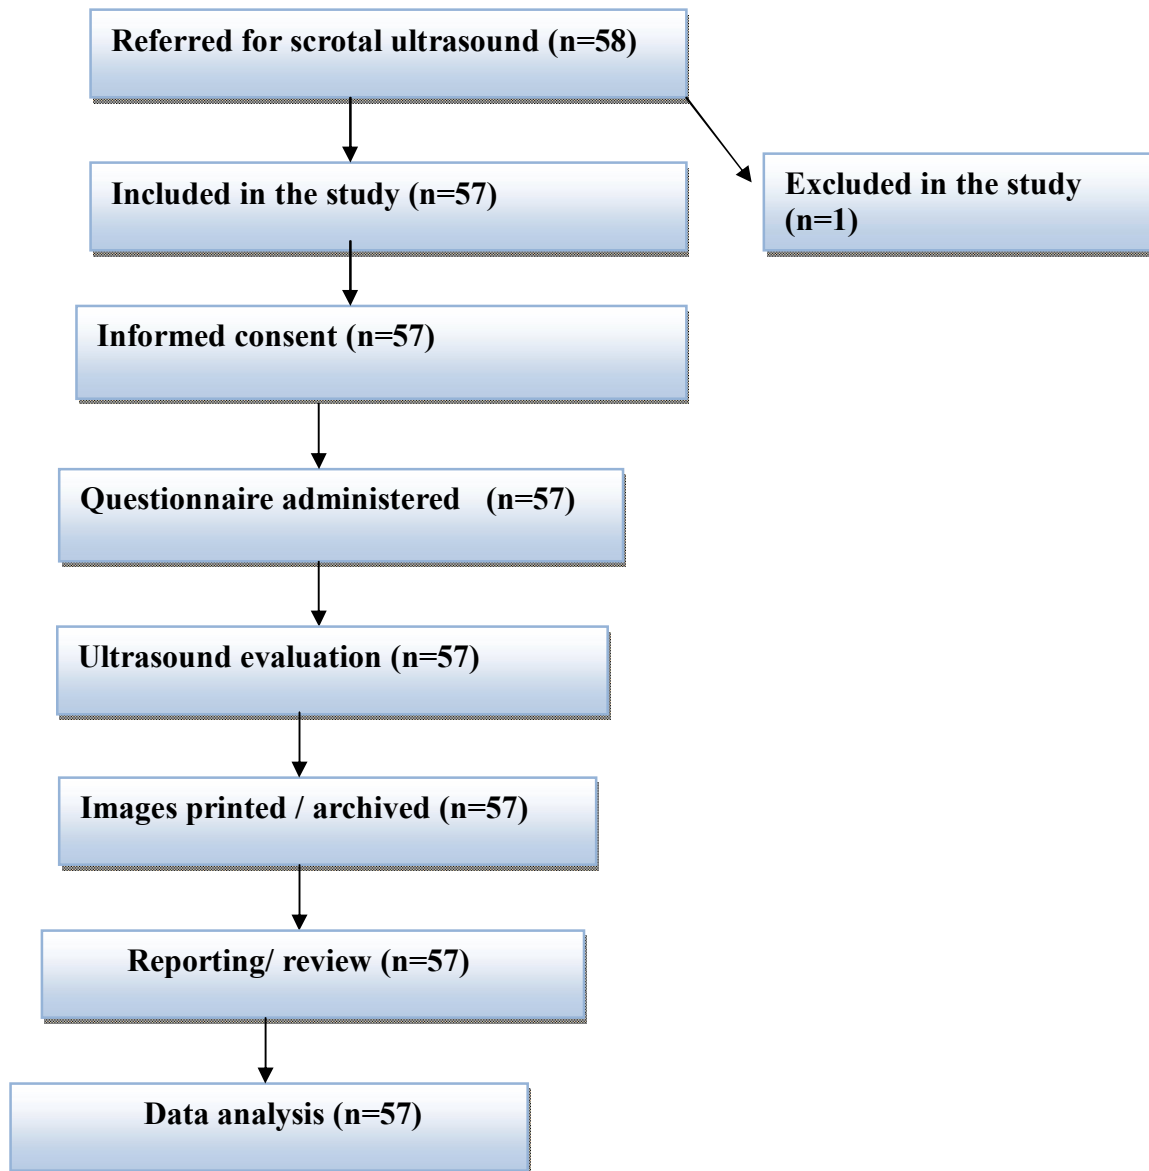 Referred for scrotal ultrasound (n=58)
Included in the study (n=57)
Excluded in the study
(n=1)
Informed consent (n=57)
Questionnaire administered (n=57)
Ultrasound evaluation (n=57)
Images printed / archived (n=57)
Reporting/ review (n=57)
Data analysis (n=57)